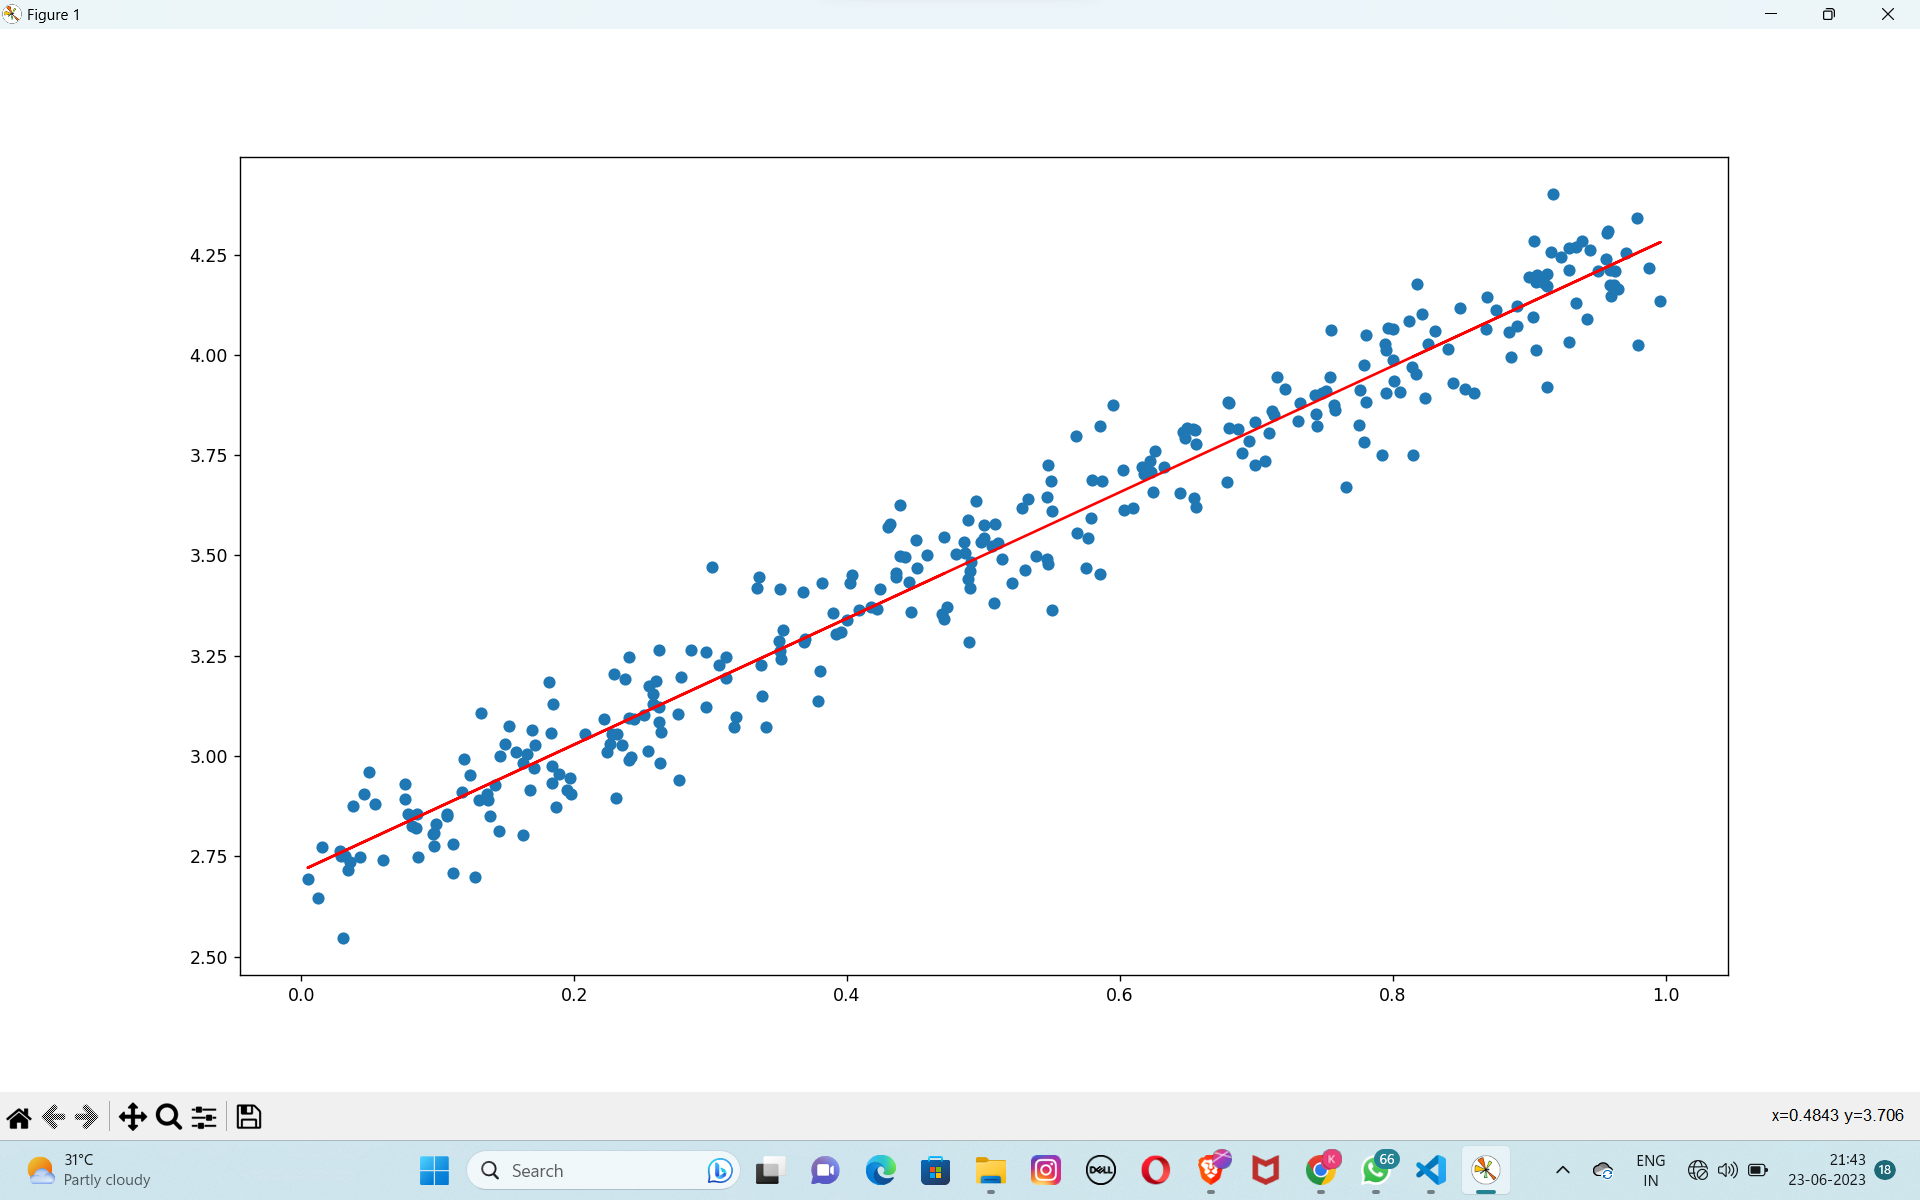 Figure 1
4.25
4.00
3.75
3.50
3.25
3.00
2.75
2.50
0.0 0.2 0.4 0.6 0.8 1.0
x=0.4843 y=3.706
31°C
Partly cloudy
Search
DELL
K
66
ENG
IN
21:43
23-06-2023
18